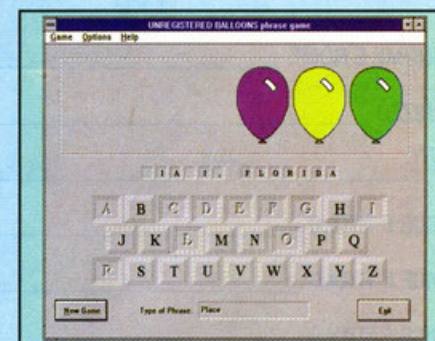 UNREGISTERED BALLOONS phrase game
Game Options Help
IA I, FLORIDA
A B C D E F G H I
J K L M N O P Q
R S T U V W X Y Z
New Game Type of Phrase: Place Exit